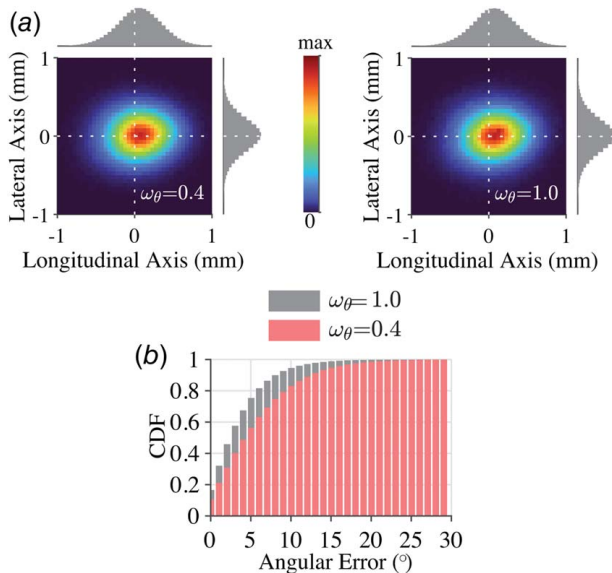 (a)
Lateral Axis (mm)
1
0
-1
ωθ=0.4
-1 0 1
Longitudinal Axis (mm)
max
0
Lateral Axis (mm)
1
0
-1
ωθ=1.0
-1 0 1
Longitudinal Axis (mm)
ωθ=1.0
ωθ=0.4
(b)
CDF
1
0.8
0.6
0.4
0.2
0
0 5 10 15 20 25 30
Angular Error (°)